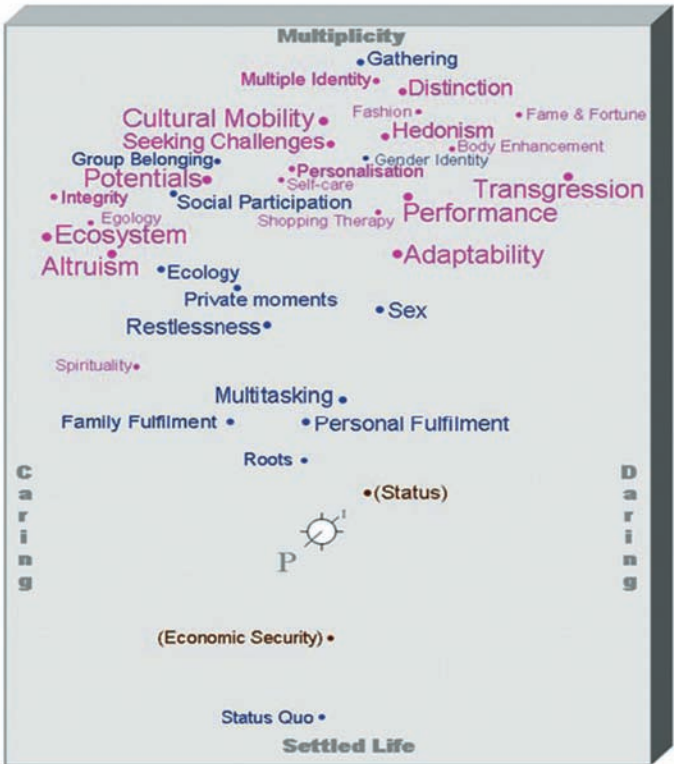 Multiplicity
Gathering
Multiple Identity
Distinction
Fashion
Fame & Fortune
Cultural Mobility
Hedonism
Seeking Challenges
Body Enhancement
Group Belonging
Gender Identity
Personalisation
Potentials
Self-care
Transgression
Integrity
Social Participation
Performance
Egology
Shopping Therapy
Ecosystem
Altruism
Adaptability
Ecology
Private moments
Sex
Restlessness
Spirituality
Multitasking
Family Fulfilment
Personal Fulfilment
Roots
Caring
Daring
(Status)
I
P
(Economic Security)
Status Quo
Settled Life